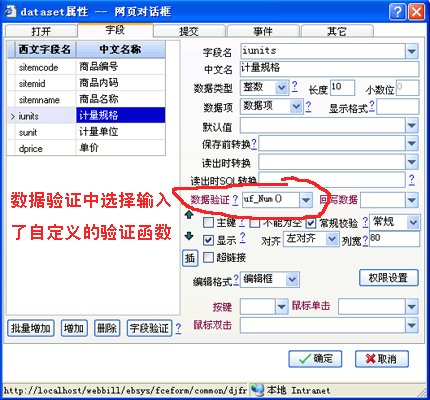 dataset属性 -- 网页对话框
打开 字段 提交 事件 其它
西文字段名 中文名称
sitemcode 商品编号
sitemid 商品内码
sitemname 商品名称
iunits 计量规格
sunit 计量单位
dprice 单价
字段名 iunits
中文名 计量规格
数据类型 整数 ? 长度 10 小数位 0
数据项 数据项 ? 显示格式 ?
默认值
保存前转换 ?
读出时转换
读出时SQL转换 ?
数据验证 ? uf_Num() 回写数据
主键 ? 不能为空 常规校验 ? 常规
显示 ? 对齐 左对齐 列宽 ? 80
插 超链接
编辑格式 ? 编辑框 权限设置
按键 鼠标单击
鼠标双击
数据验证中选择输入
了自定义的验证函数
批量增加 增加 删除 字段验证 ?
确定 取消
http://localhost/webbill/ebsys/fceform/common/djfr 本地 Intranet